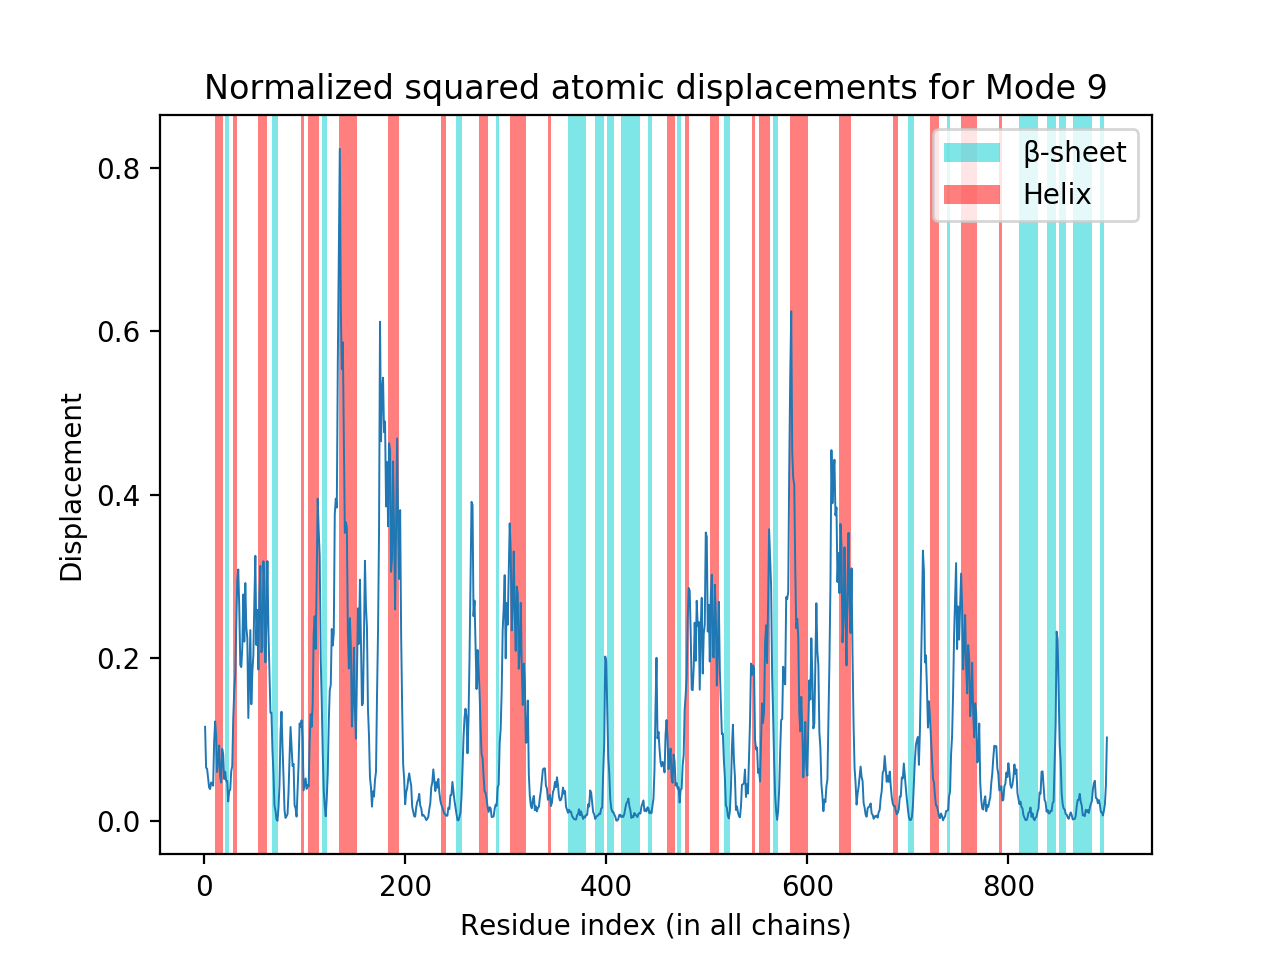 Normalized squared atomic displacements for Mode 9
β-sheet
Helix
0.8
0.6
0.4
0.2
0.0
Displacement
0 200 400 600 800
Residue index (in all chains)